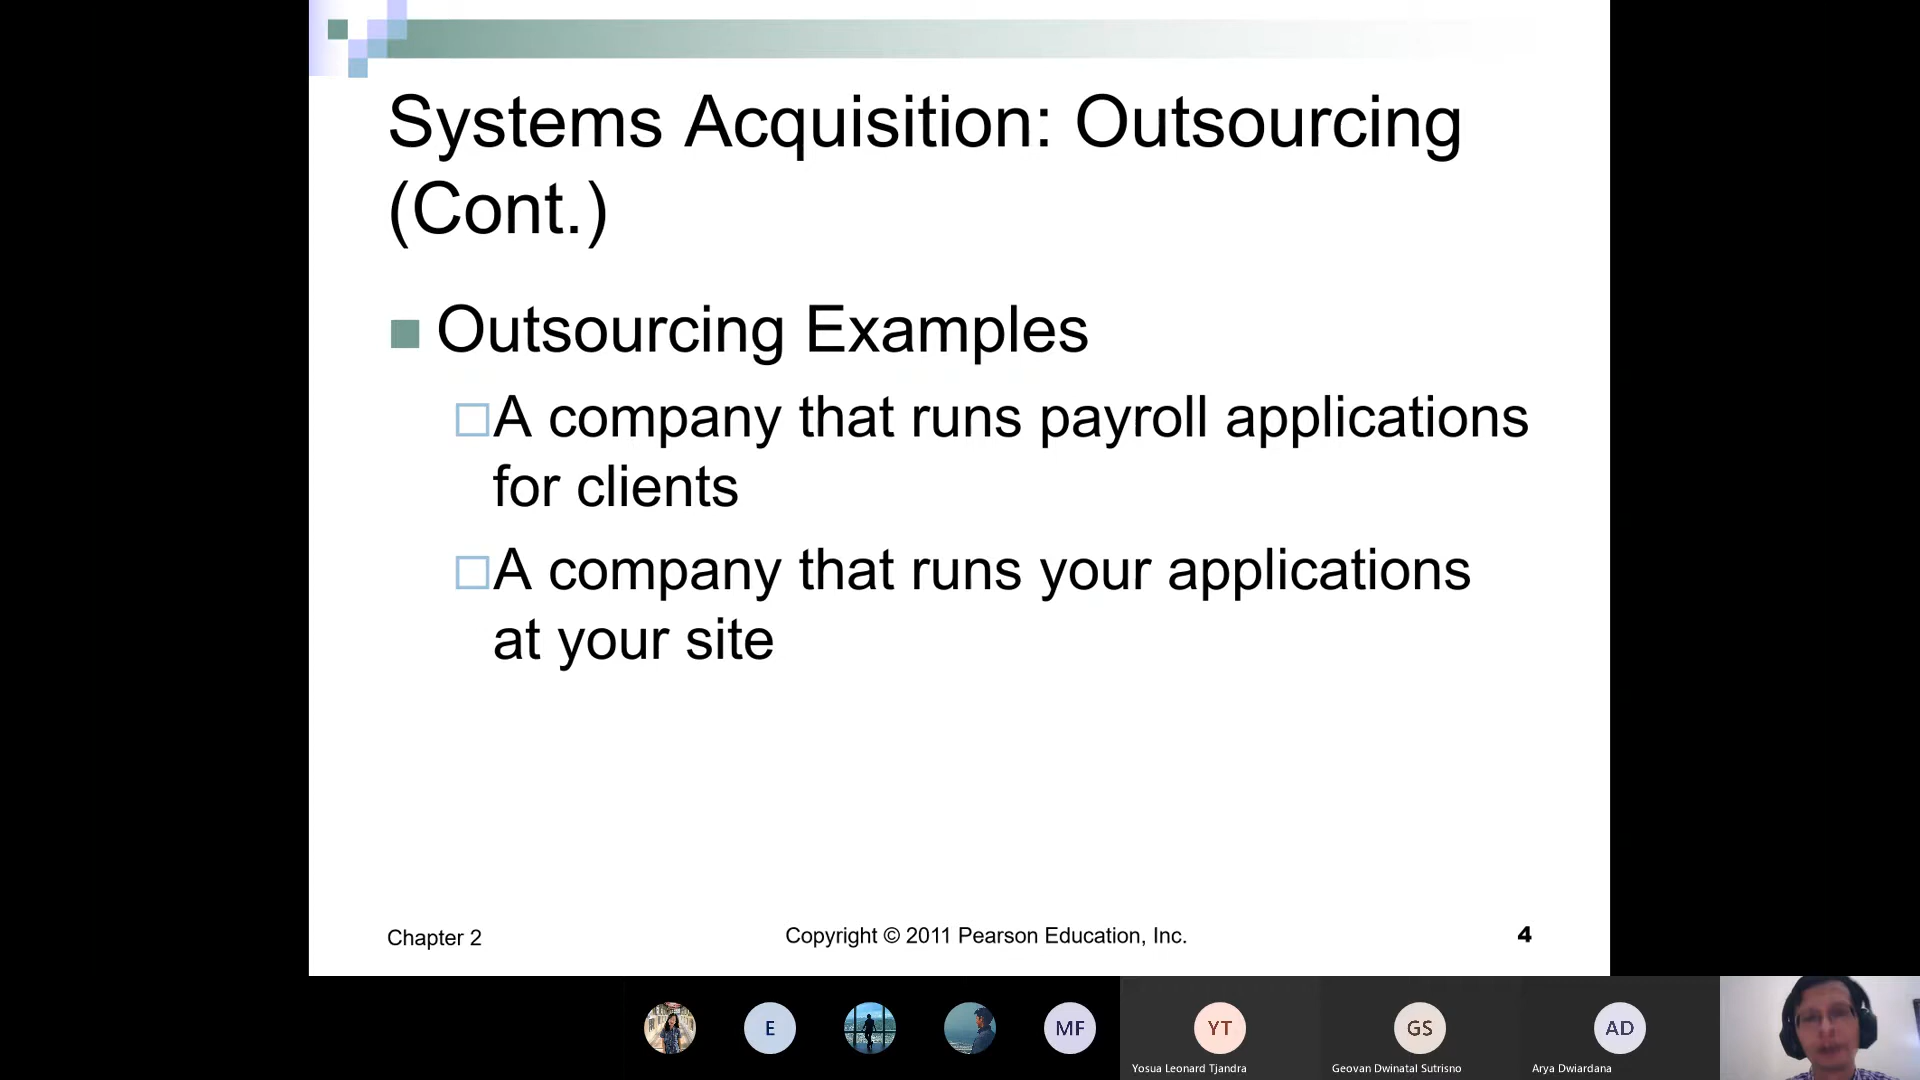 Systems Acquisition: Outsourcing
(Cont.)
Outsourcing Examples
A company that runs payroll applications
for clients
A company that runs your applications
at your site
Chapter 2
Copyright © 2011 Pearson Education, Inc.
4
E
MF
YT
GS
AD
Yosua Leonard Tjandra
Geovan Dwinatal Sutrisno
Arya Dwiardana